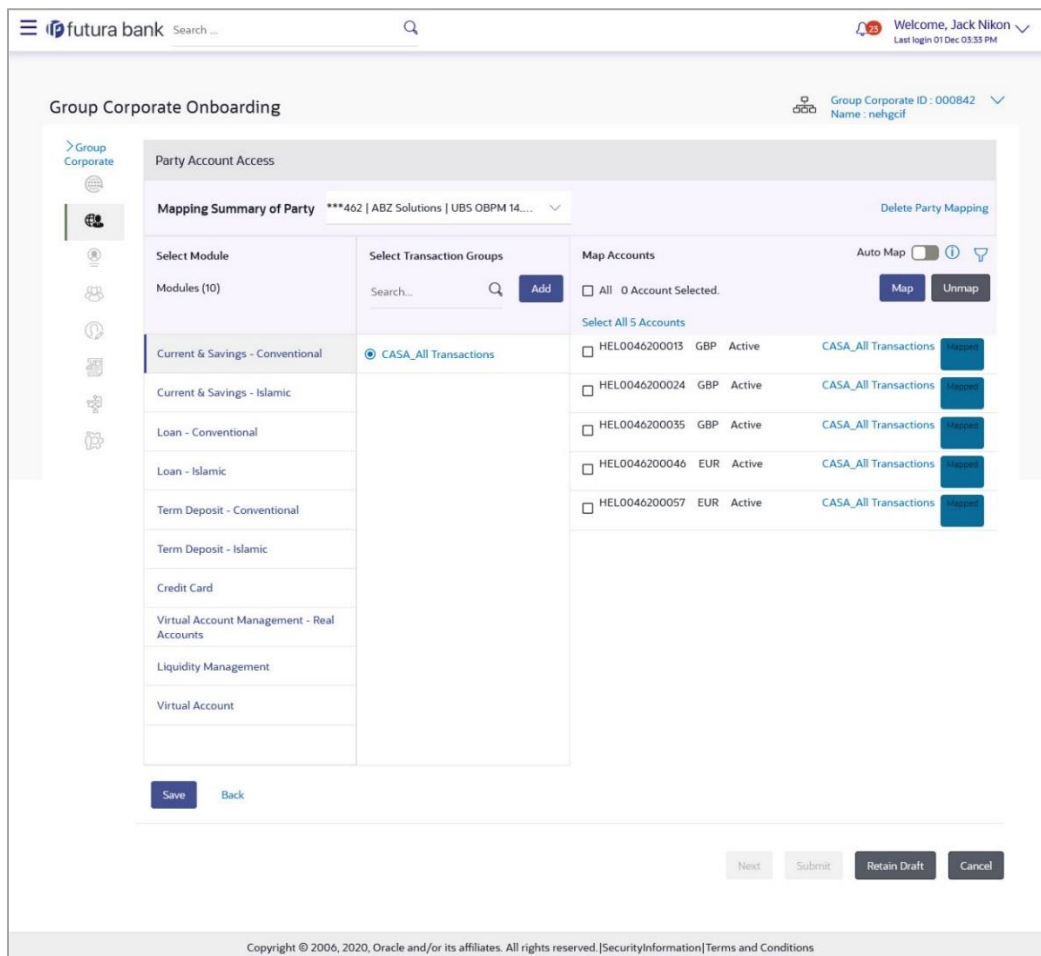 futura bank Search ...
23
Welcome, Jack Nikon
Last login 01 Dec 03:33 PM
Group Corporate Onboarding
Group Corporate ID : 000842
Name : nehgcif
Group
Corporate
Party Account Access
Mapping Summary of Party ***462 | ABZ Solutions | UBS OBPM 14.... Delete Party Mapping
Select Module
Modules (10)
Current & Savings - Conventional
Current & Savings - Islamic
Loan - Conventional
Loan - Islamic
Term Deposit - Conventional
Term Deposit - Islamic
Credit Card
Virtual Account Management - Real
Accounts
Liquidity Management
Virtual Account
Select Transaction Groups
Search... Add
CASA_All Transactions
Map Accounts Auto Map
All 0 Account Selected. Map Unmap
Select All 5 Accounts
HEL0046200013 GBP Active CASA_All Transactions Mapped
HEL0046200024 GBP Active CASA_All Transactions Mapped
HEL0046200035 GBP Active CASA_All Transactions Mapped
HEL0046200046 EUR Active CASA_All Transactions Mapped
HEL0046200057 EUR Active CASA_All Transactions Mapped
Save Back
Next Submit Retain Draft Cancel
Copyright © 2006, 2020, Oracle and/or its affiliates. All rights reserved.|SecurityInformation|Terms and Conditions